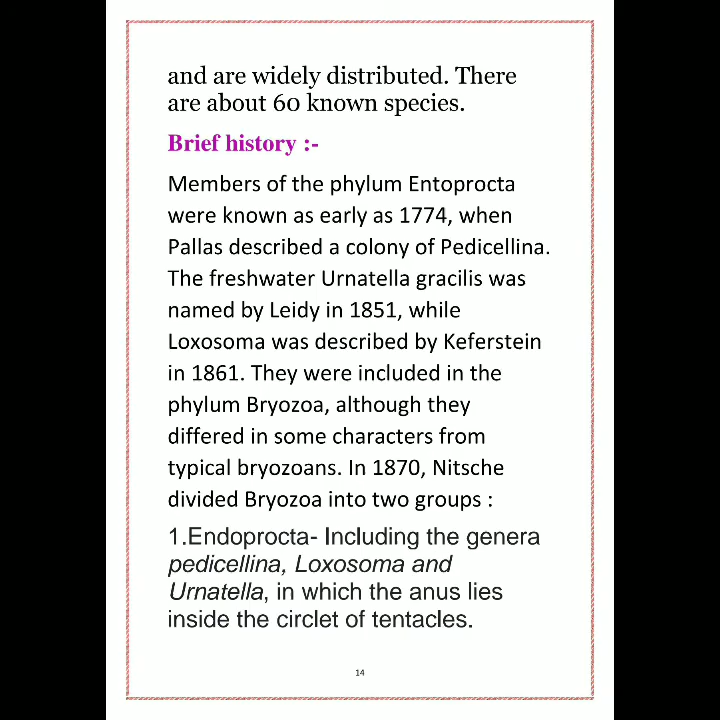 and are widely distributed. There
are about 60 known species.
Brief history :-
Members of the phylum Entoprocta
were known as early as 1774, when
Pallas described a colony of Pedicellina.
The freshwater Urnatella gracilis was
named by Leidy in 1851, while
Loxosoma was described by Keferstein
in 1861. They were included in the
phylum Bryozoa, although they
differed in some characters from
typical bryozoans. In 1870, Nitsche
divided Bryozoa into two groups :
1.Endoprocta- Including the genera
pedicellina, Loxosoma and
Urnatella, in which the anus lies
inside the circlet of tentacles.
14